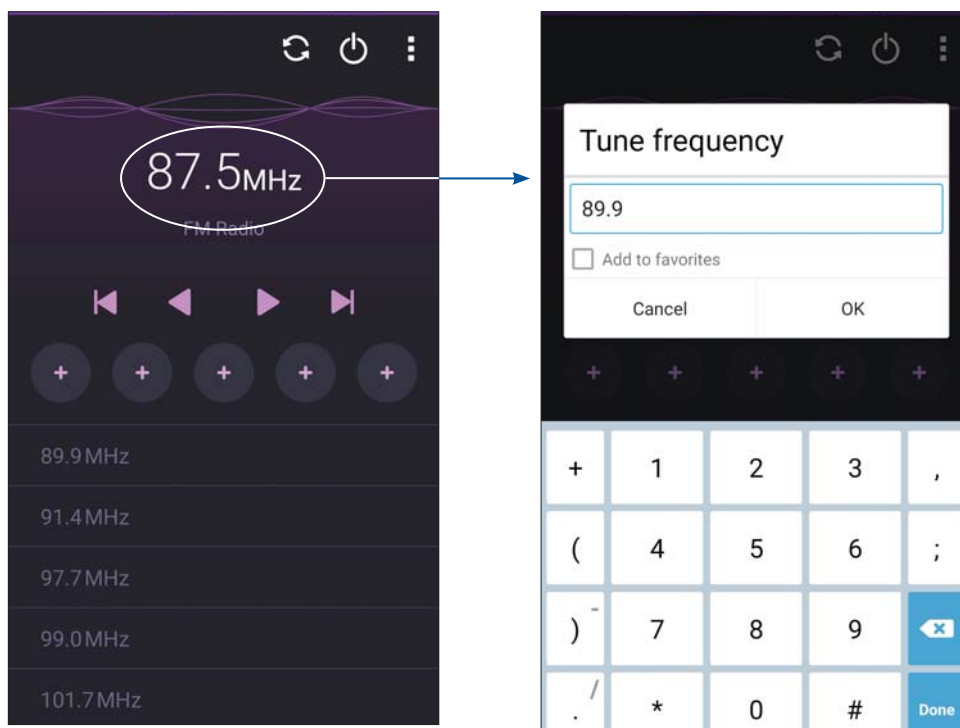 87.5MHz
FM Radio
+ + + + +
89.9MHz
91.4MHz
97.7MHz
99.0MHz
101.7MHz
Tune frequency
89.9
Add to favorites
Cancel OK
+ + + + +
+ 1 2 3 ,
( 4 5 6 ;
) - 7 8 9
. / * 0 # Done